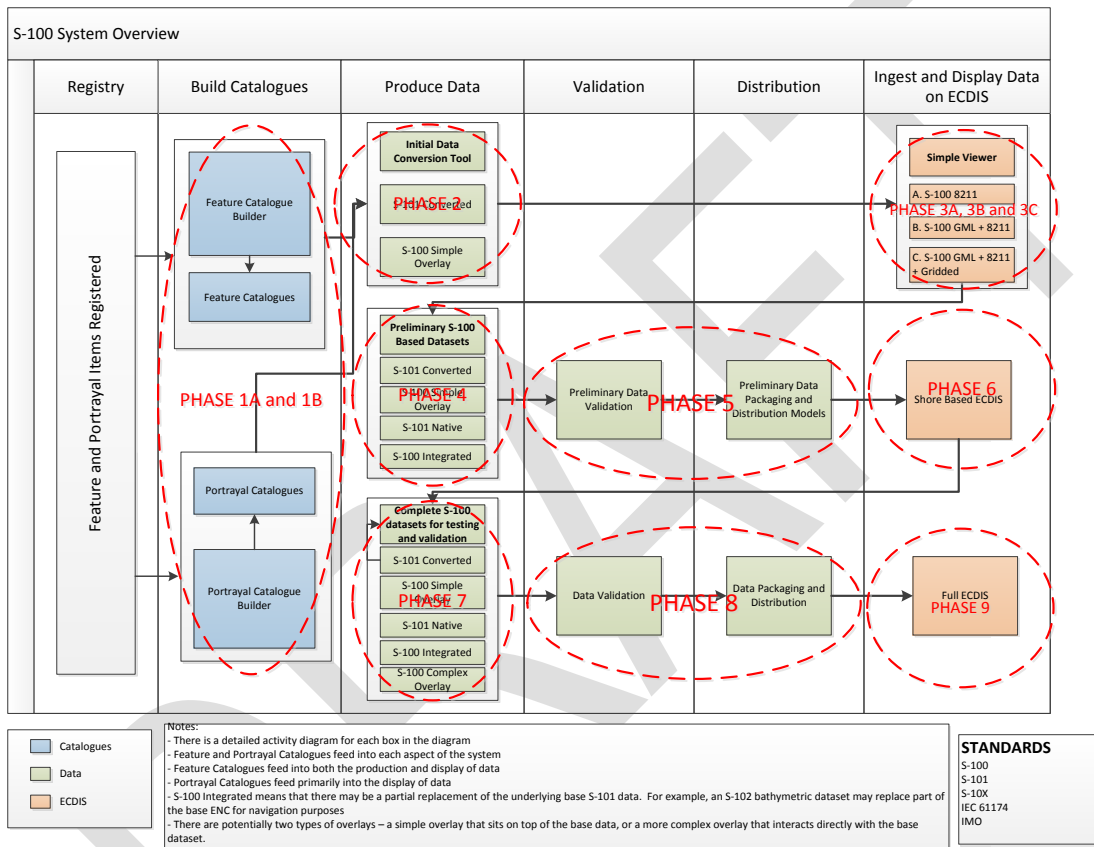 S-100 System Overview
Registry
Build Catalogues
Produce Data
Validation
Distribution
Ingest and Display Data
on ECDIS
Feature and Portrayal Items Registered
Feature Catalogue
Builder
Feature Catalogues
PHASE 1A and 1B
Portrayal Catalogues
Portrayal Catalogue
Builder
Initial Data
Conversion Tool
S-101 Converted
PHASE 2
S-100 Simple
Overlay
Simple Viewer
A. S-100 8211
PHASE 3A, 3B and 3C
B. S-100 GML + 8211
C. S-100 GML + 8211
+ Gridded
Preliminary S-100
Based Datasets
S-101 Converted
S-100 Simple
Overlay
PHASE 4
S-101 Native
S-100 Integrated
Preliminary Data
Validation
PHASE 5
Preliminary Data
Packaging and
Distribution Models
PHASE 6
Shore Based ECDIS
Complete S-100
datasets for testing
and validation
S-101 Converted
S-100 Simple
Overlay
PHASE 7
S-101 Native
S-100 Integrated
S-100 Complex
Overlay
Data Validation
PHASE 8
Data Packaging and
Distribution
Full ECDIS
PHASE 9
Catalogues
Data
ECDIS
Notes:
- There is a detailed activity diagram for each box in the diagram
- Feature and Portrayal Catalogues feed into each aspect of the system
- Feature Catalogues feed into both the production and display of data
- Portrayal Catalogues feed primarily into the display of data
- S-100 Integrated means that there may be a partial replacement of the underlying base S-101 data. For example, an S-102 bathymetric dataset may replace part of
the base ENC for navigation purposes
- There are potentially two types of overlays – a simple overlay that sits on top of the base data, or a more complex overlay that interacts directly with the base
dataset.
STANDARDS
S-100
S-101
S-10X
IEC 61174
IMO